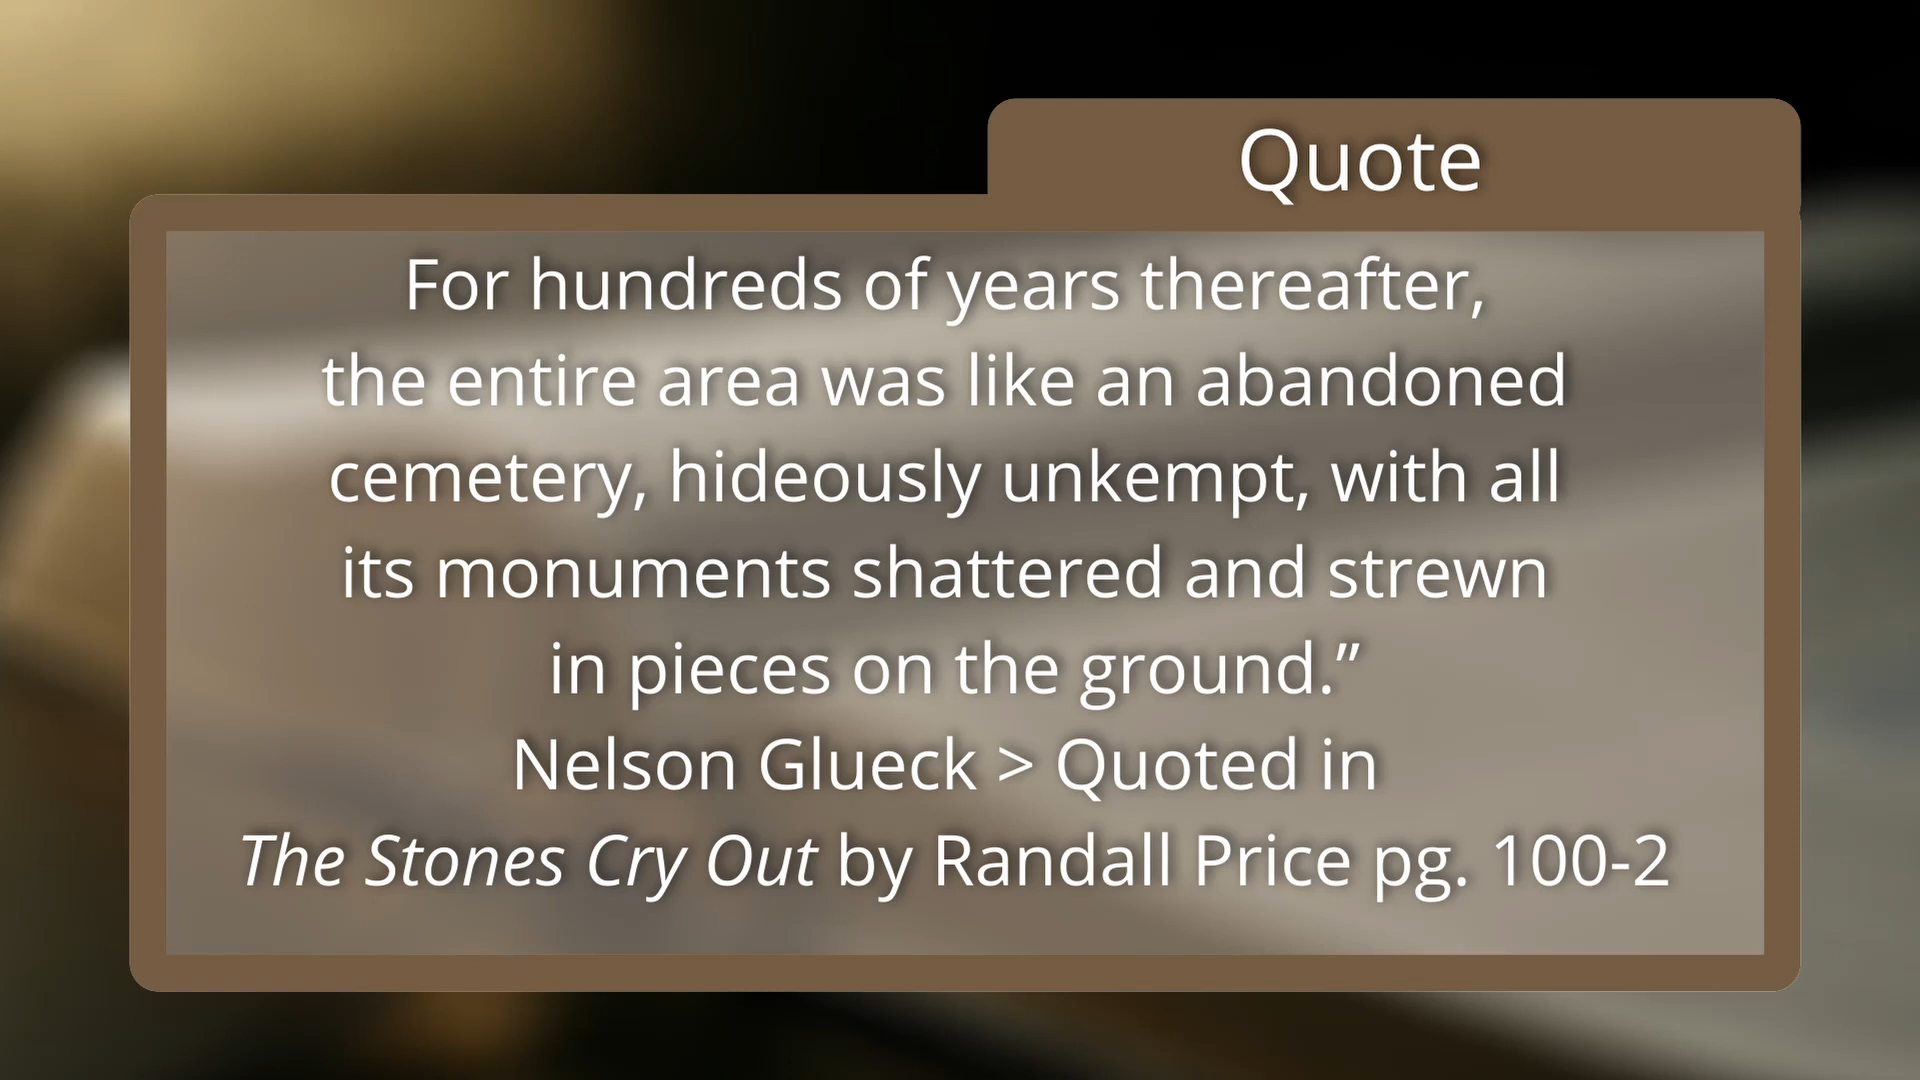 Quote
For hundreds of years thereafter,
the entire area was like an abandoned
cemetery, hideously unkempt, with all
its monuments shattered and strewn
in pieces on the ground.”
Nelson Glueck > Quoted in
The Stones Cry Out by Randall Price pg. 100-2